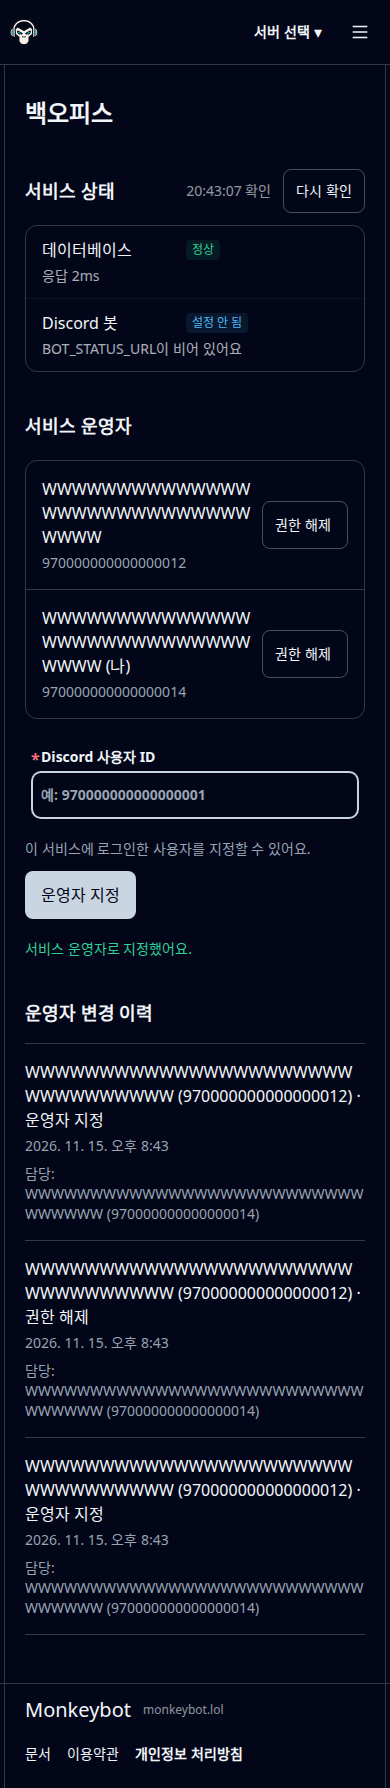 서버 선택 ▾
백오피스
서비스 상태
20:43:07 확인
다시 확인
데이터베이스
정상
응답 2ms
Discord 봇
설정 안 됨
BOT_STATUS_URL이 비어 있어요
서비스 운영자
WWWWWWWWWWWWWW
WWWWWWWWWWWWWW
WWWW
970000000000000012
권한 해제
WWWWWWWWWWWWWW
WWWWWWWWWWWWWW
WWWW (나)
970000000000000014
권한 해제
*Discord 사용자 ID
예: 970000000000000001
이 서비스에 로그인한 사용자를 지정할 수 있어요.
운영자 지정
서비스 운영자로 지정했어요.
운영자 변경 이력
WWWWWWWWWWWWWWWWWWWWWW
WWWWWWWWWW (970000000000000012) ·
운영자 지정
2026. 11. 15. 오후 8:43
담당:
WWWWWWWWWWWWWWWWWWWWWWWWWW
WWWWWW (970000000000000014)
WWWWWWWWWWWWWWWWWWWWWW
WWWWWWWWWW (970000000000000012) ·
권한 해제
2026. 11. 15. 오후 8:43
담당:
WWWWWWWWWWWWWWWWWWWWWWWWWW
WWWWWW (970000000000000014)
WWWWWWWWWWWWWWWWWWWWWW
WWWWWWWWWW (970000000000000012) ·
운영자 지정
2026. 11. 15. 오후 8:43
담당:
WWWWWWWWWWWWWWWWWWWWWWWWWW
WWWWWW (970000000000000014)
Monkeybot
monkeybot.lol
문서
이용약관
개인정보 처리방침